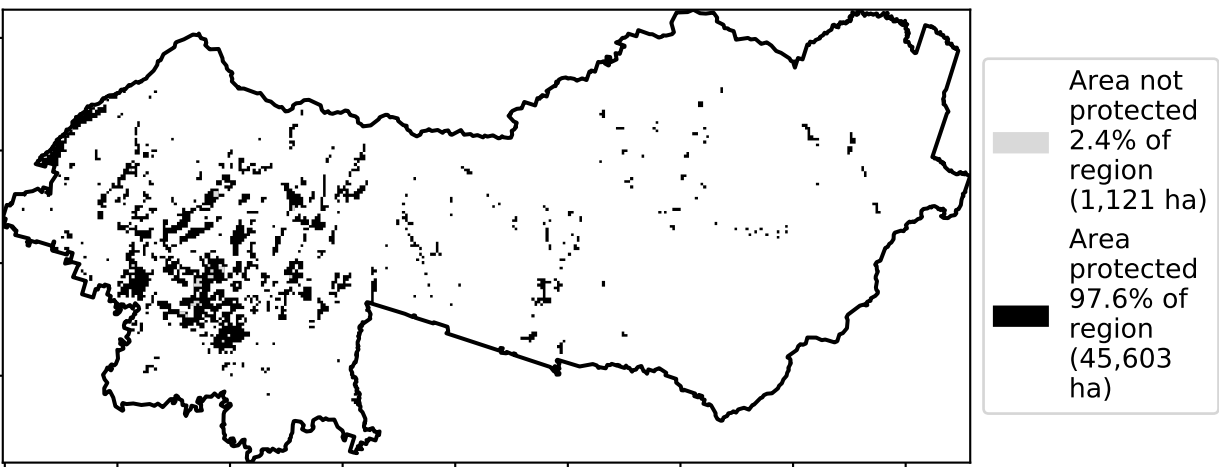 Area not
protected
2.4% of
region
(1,121 ha)
Area
protected
97.6% of
region
(45,603
ha)